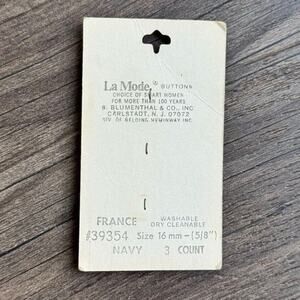 La Mode® BUTTONS
CHOICE OF SMART WOMEN
FOR MORE THAN 100 YEARS
B. BLUMENTHAL & CO., INC
CARLSTADT, N. J. 07072
DIV. OF BELDING HEMINWAY INC
FRANCE WASHABLE
DRY CLEANABLE
#39354 Size 16 mm-(5/8")
NAVY 3 COUNT